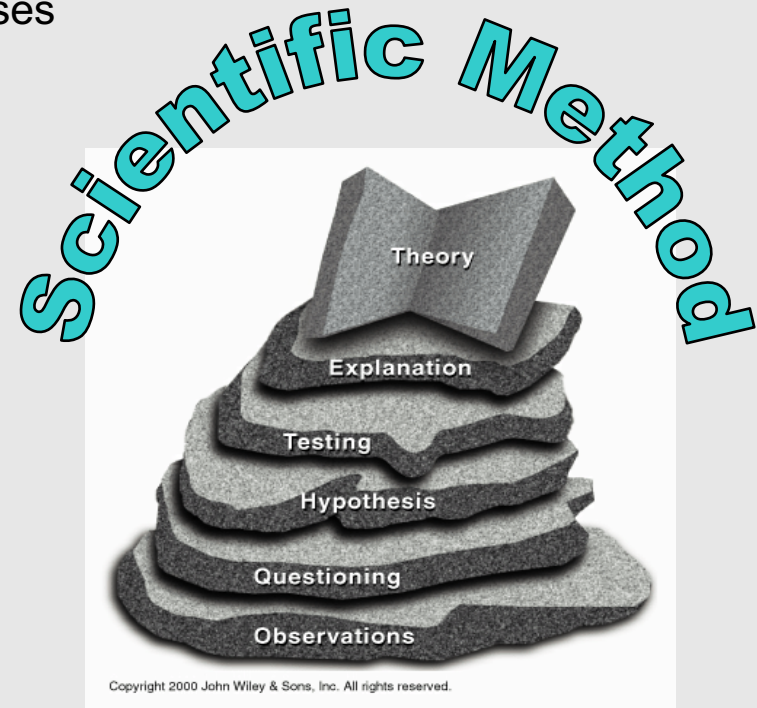 ses
Scientific Method
Theory
Explanation
Testing
Hypothesis
Questioning
Observations
Copyright 2000 John Wiley & Sons, Inc. All rights reserved.